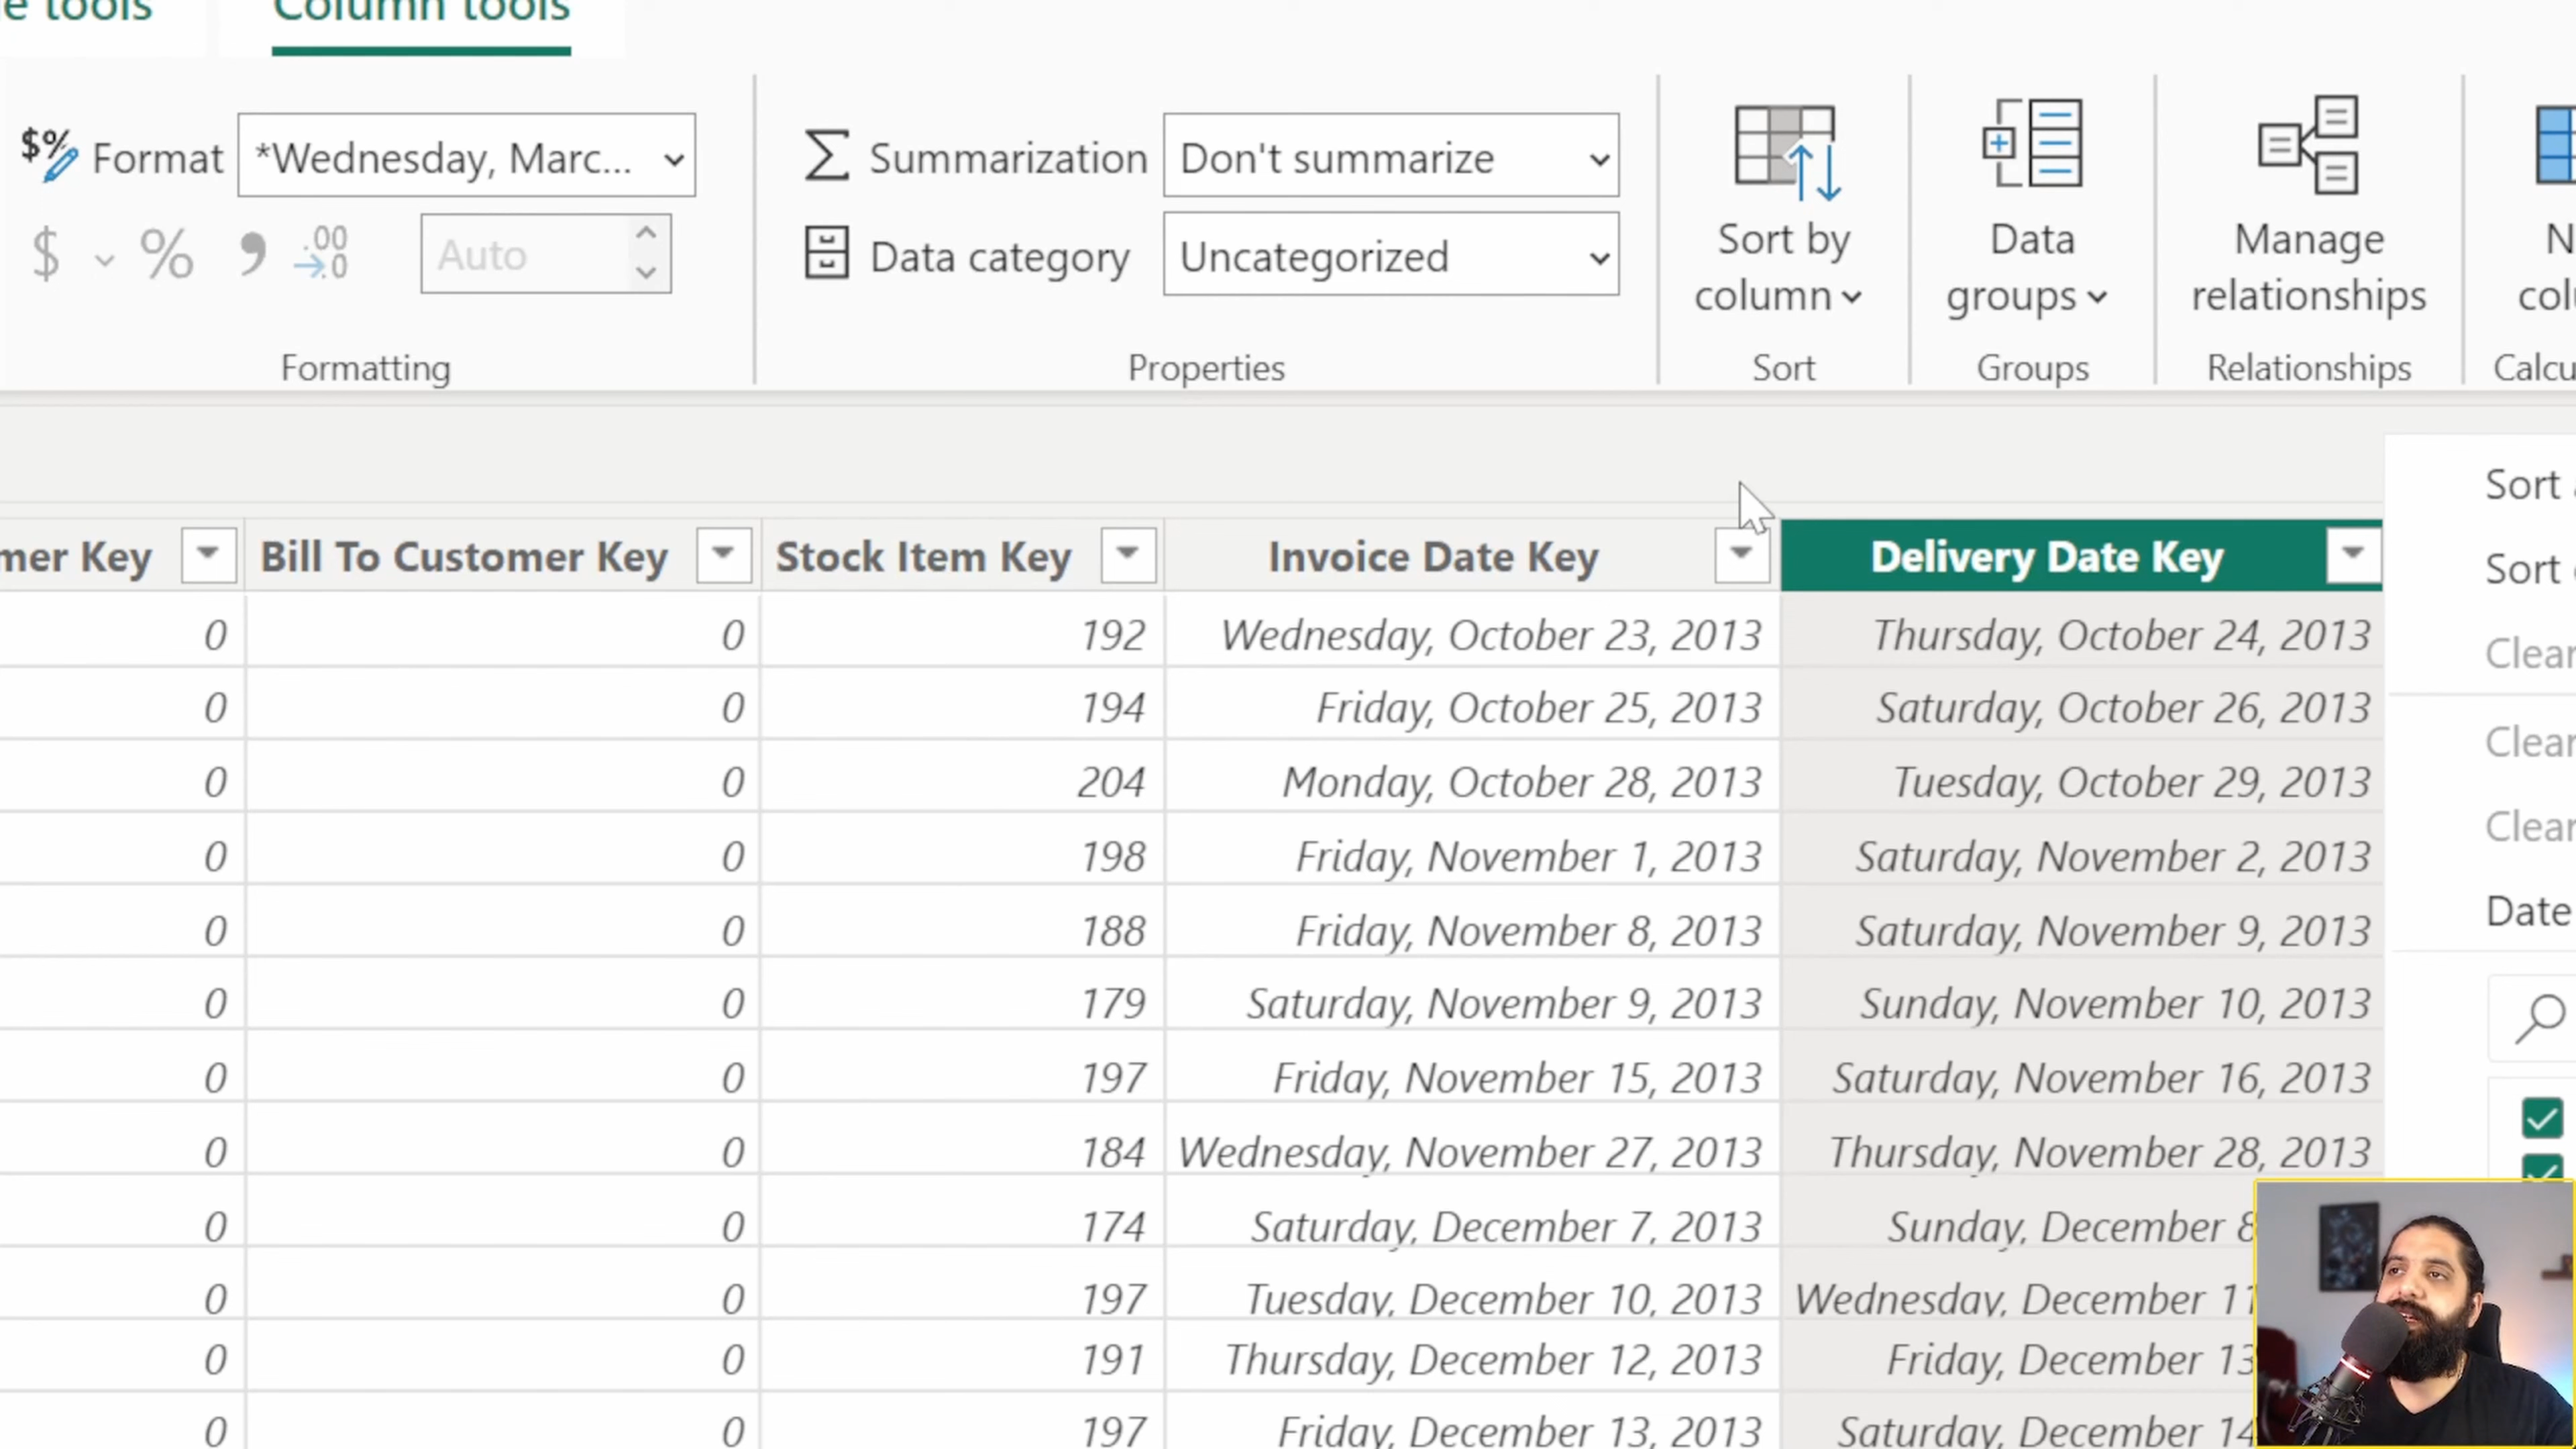 e tools Column tools
$% Format *Wednesday, Marc... Summarization Don't summarize
$ % , .00 .0 Auto Data category Uncategorized
Sort by column Data groups Manage relationships
Formatting Properties Sort Groups Relationships Calcu
mer Key Bill To Customer Key Stock Item Key Invoice Date Key Delivery Date Key
0 0 192 Wednesday, October 23, 2013 Thursday, October 24, 2013
0 0 194 Friday, October 25, 2013 Saturday, October 26, 2013
0 0 204 Monday, October 28, 2013 Tuesday, October 29, 2013
0 0 198 Friday, November 1, 2013 Saturday, November 2, 2013
0 0 188 Friday, November 8, 2013 Saturday, November 9, 2013
0 0 179 Saturday, November 9, 2013 Sunday, November 10, 2013
0 0 197 Friday, November 15, 2013 Saturday, November 16, 2013
0 0 184 Wednesday, November 27, 2013 Thursday, November 28, 2013
0 0 174 Saturday, December 7, 2013 Sunday, December 8
0 0 197 Tuesday, December 10, 2013 Wednesday, December 11
0 0 191 Thursday, December 12, 2013 Friday, December 13
0 0 197 Friday, December 13, 2013 Saturday, December 14
Sort
Sort
Clear
Clear
Clear
Date